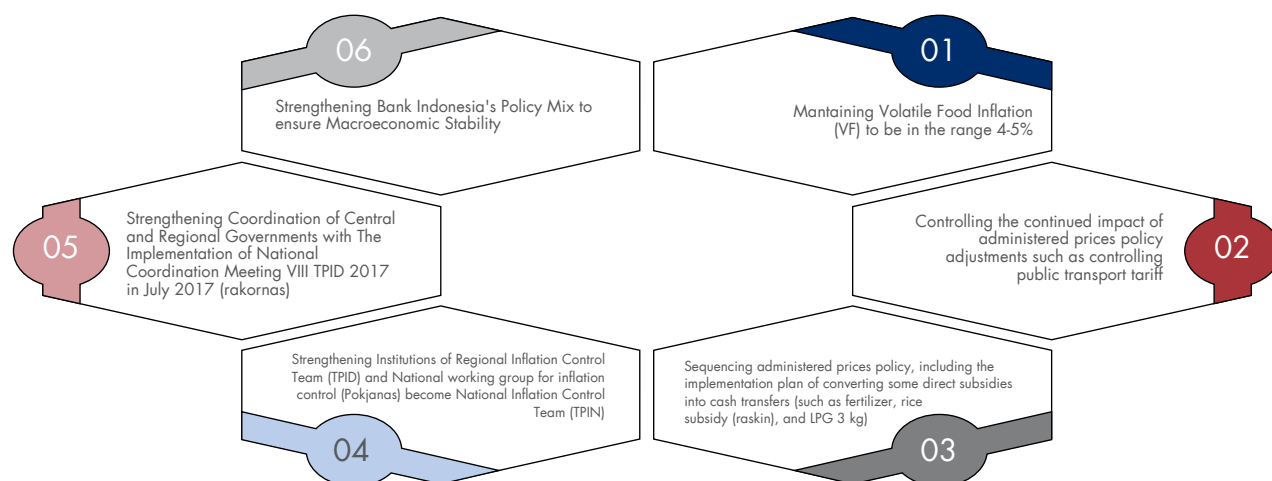 01
Mantaining Volatile Food Inflation
(VF) to be in the range 4-5%
02
Controlling the continued impact of
administered prices policy
adjustments such as controlling
public transport tariff
03
Sequencing administered prices policy, including the
implementation plan of converting some direct subsidies
into cash transfers (such as fertilizer, rice
subsidy (raskin), and LPG 3 kg)
04
Strengthening Institutions of Regional Inflation Control
Team (TPID) and National working group for inflation
control (Pokjanas) become National Inflation Control
Team (TPIN)
05
Strengthening Coordination of Central
and Regional Governments with The
Implementation of National
Coordination Meeting VIII TPID 2017
in July 2017 (rakornas)
06
Strengthening Bank Indonesia's Policy Mix to
ensure Macroeconomic Stability